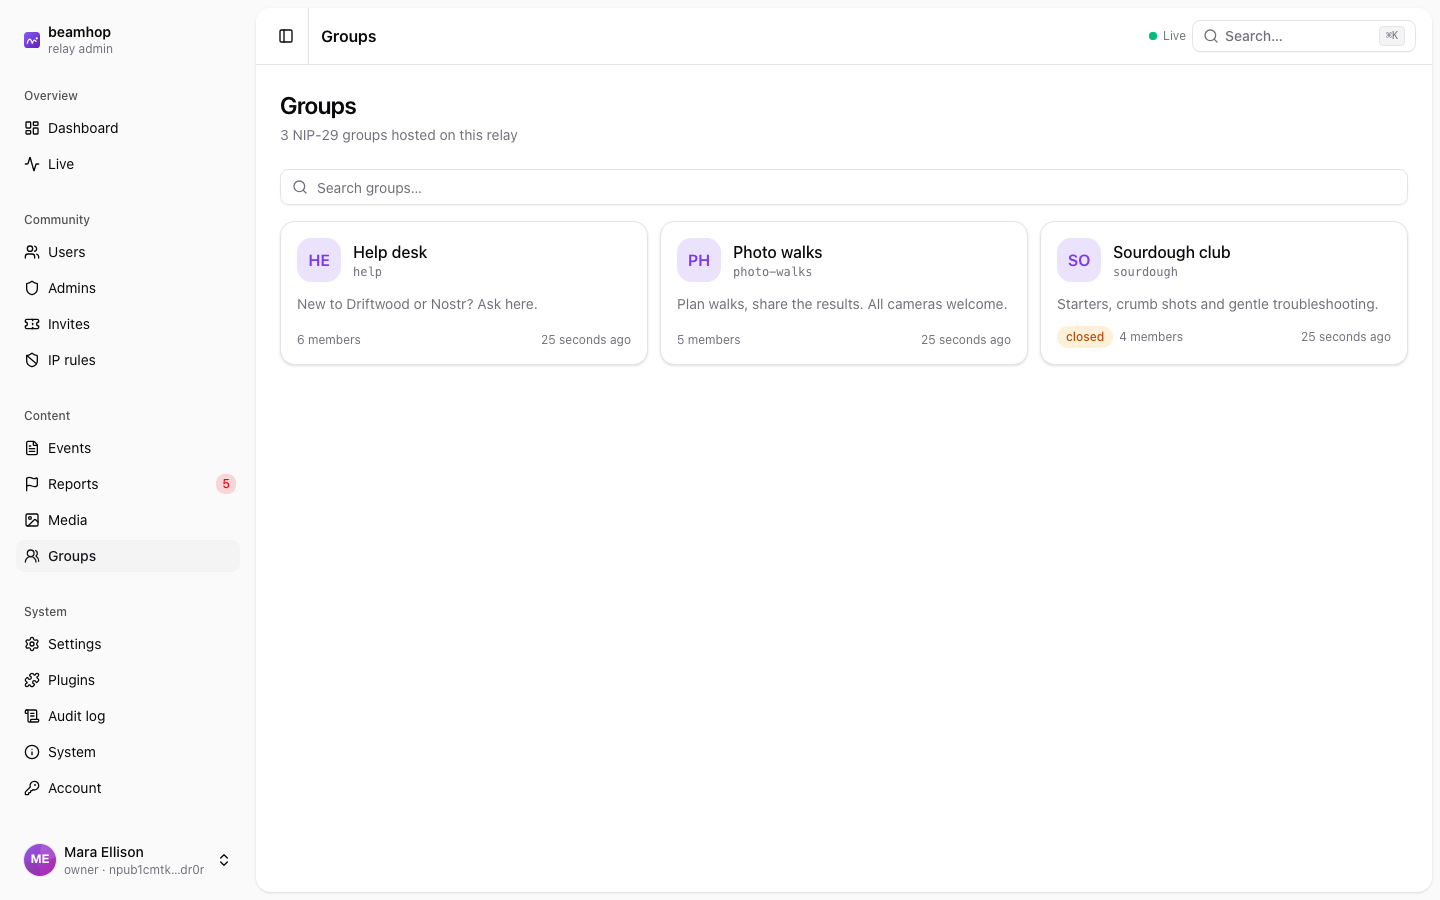 beamhop
relay admin
Overview
Dashboard
Live
Community
Users
Admins
Invites
IP rules
Content
Events
Reports 5
Media
Groups
System
Settings
Plugins
Audit log
System
Account
ME
Mara Ellison
owner · npub1cmtk...dr0r
Groups
Live
Search...
⌘K
Groups
3 NIP-29 groups hosted on this relay
Search groups...
HE
Help desk
help
New to Driftwood or Nostr? Ask here.
6 members 25 seconds ago
PH
Photo walks
photo-walks
Plan walks, share the results. All cameras welcome.
5 members 25 seconds ago
SO
Sourdough club
sourdough
Starters, crumb shots and gentle troubleshooting.
closed 4 members 25 seconds ago